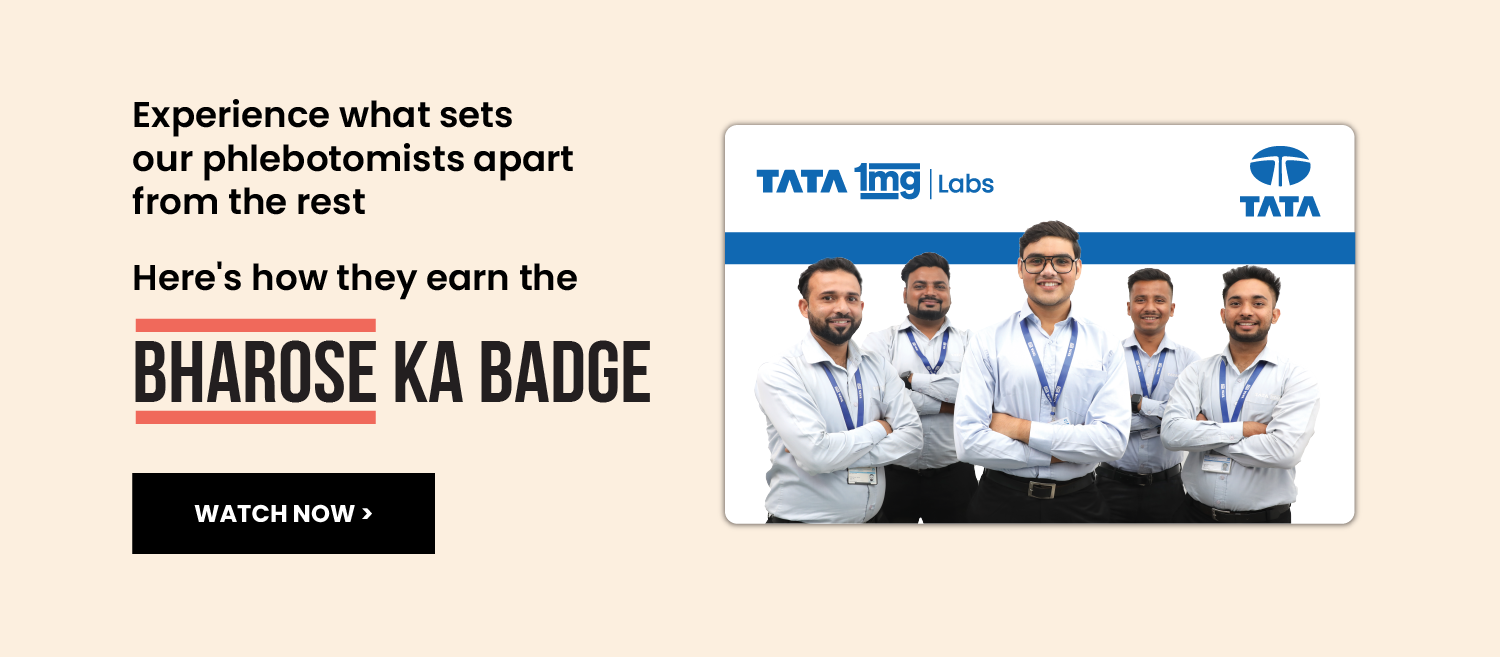 Experience what sets
our phlebotomists apart
from the rest
Here's how they earn the
BHAROSE KA BADGE
WATCH NOW >
TATA 1mg | Labs
TATA